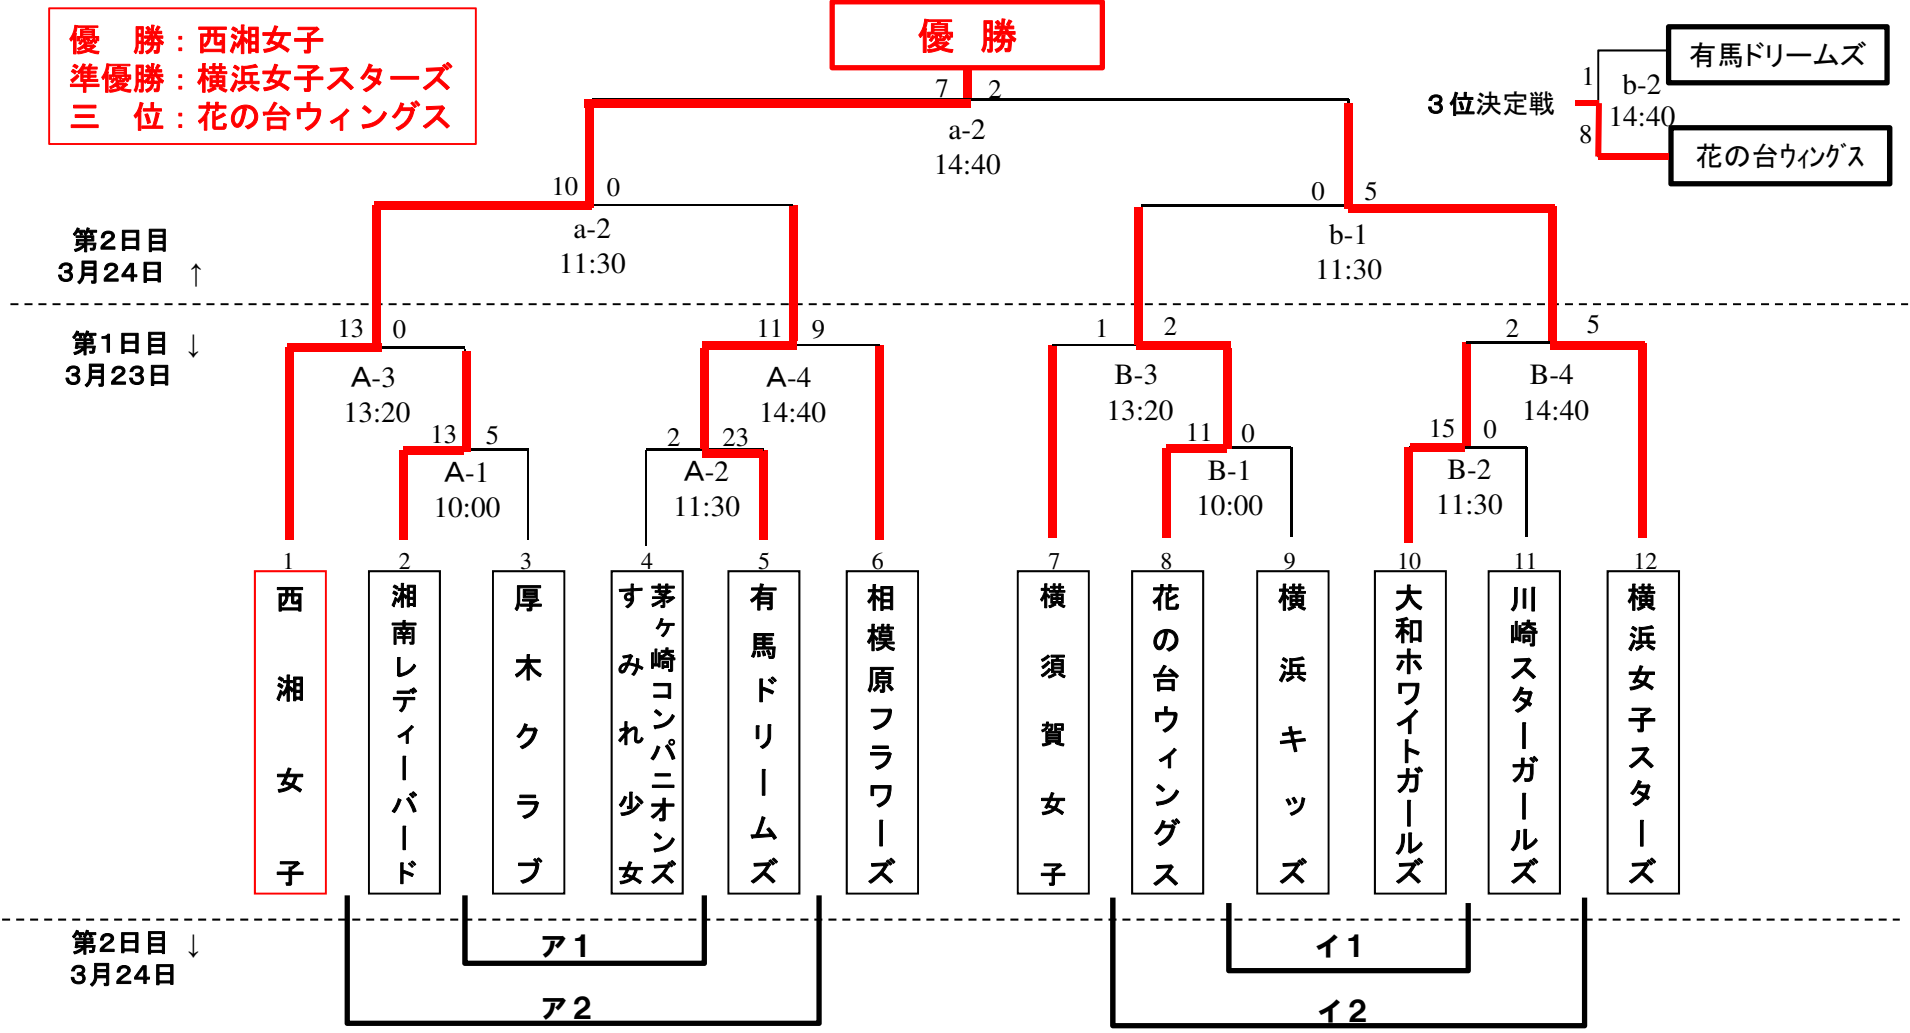 優　勝：西湘女子
準優勝：横浜女子スターズ
三　位：花の台ウィングス
優 勝
7 2
a-2
14:40
３位決定戦
有馬ドリームズ
1
b-2
14:40
8
花の台ウィングス
10 0
a-2
11:30
0 5
b-1
11:30
第２日目
３月２４日 ↑
第１日目 ↓
３月２３日
13 0
A-3
13:20
11 9
A-4
14:40
1 2
B-3
13:20
2 5
B-4
14:40
13 5
A-1
10:00
2 23
A-2
11:30
11 0
B-1
10:00
15 0
B-2
11:30
1
西湘女子
2
湘南レディーバード
3
厚木クラブ
4
茅ヶ崎コンパニオンズ
すみれ少女
5
有馬ドリームズ
6
相模原フラワーズ
7
横須賀女子
8
花の台ウィングス
9
横浜キッズ
10
大和ホワイトガールズ
11
川崎スターガールズ
12
横浜女子スターズ
第２日目 ↓
３月２４日
ア１
ア２
イ１
イ２